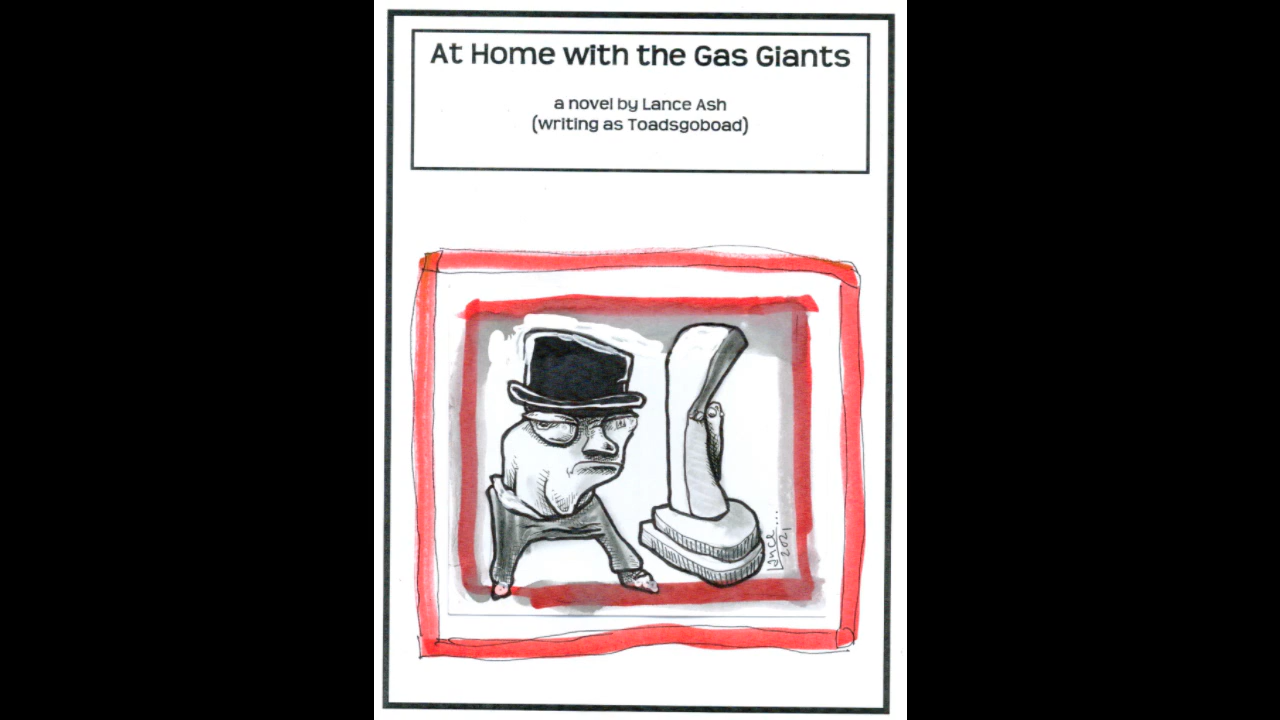 At Home with the Gas Giants
a novel by Lance Ash
(writing as Toadsgoboad)
Lance...
2021